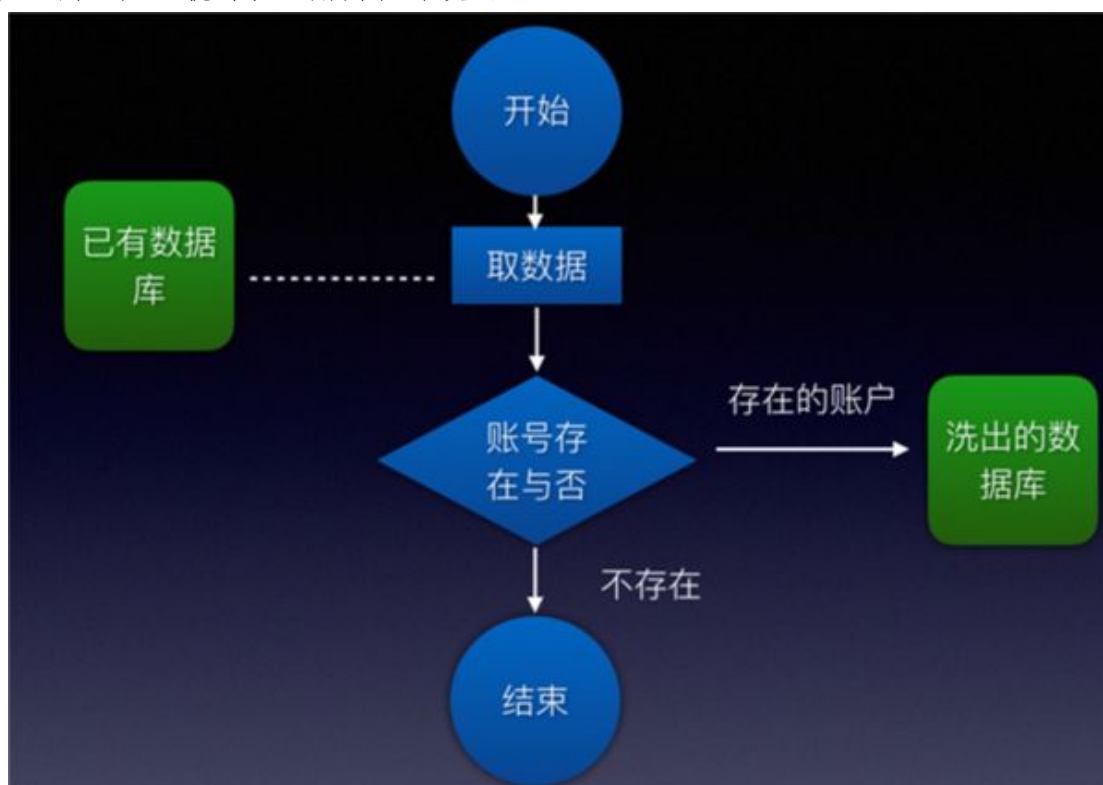 开始
已有数据
库
取数据
账号存
在与否
存在的账户
洗出的数
据库
不存在
结束